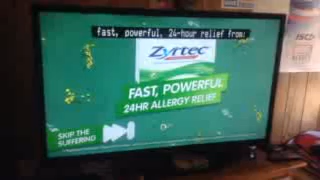 fast, powerful, 24-hour relief from:
Zyrtec
FAST, POWERFUL
24HR ALLERGY RELIEF
SKIP THE
SUFFERING